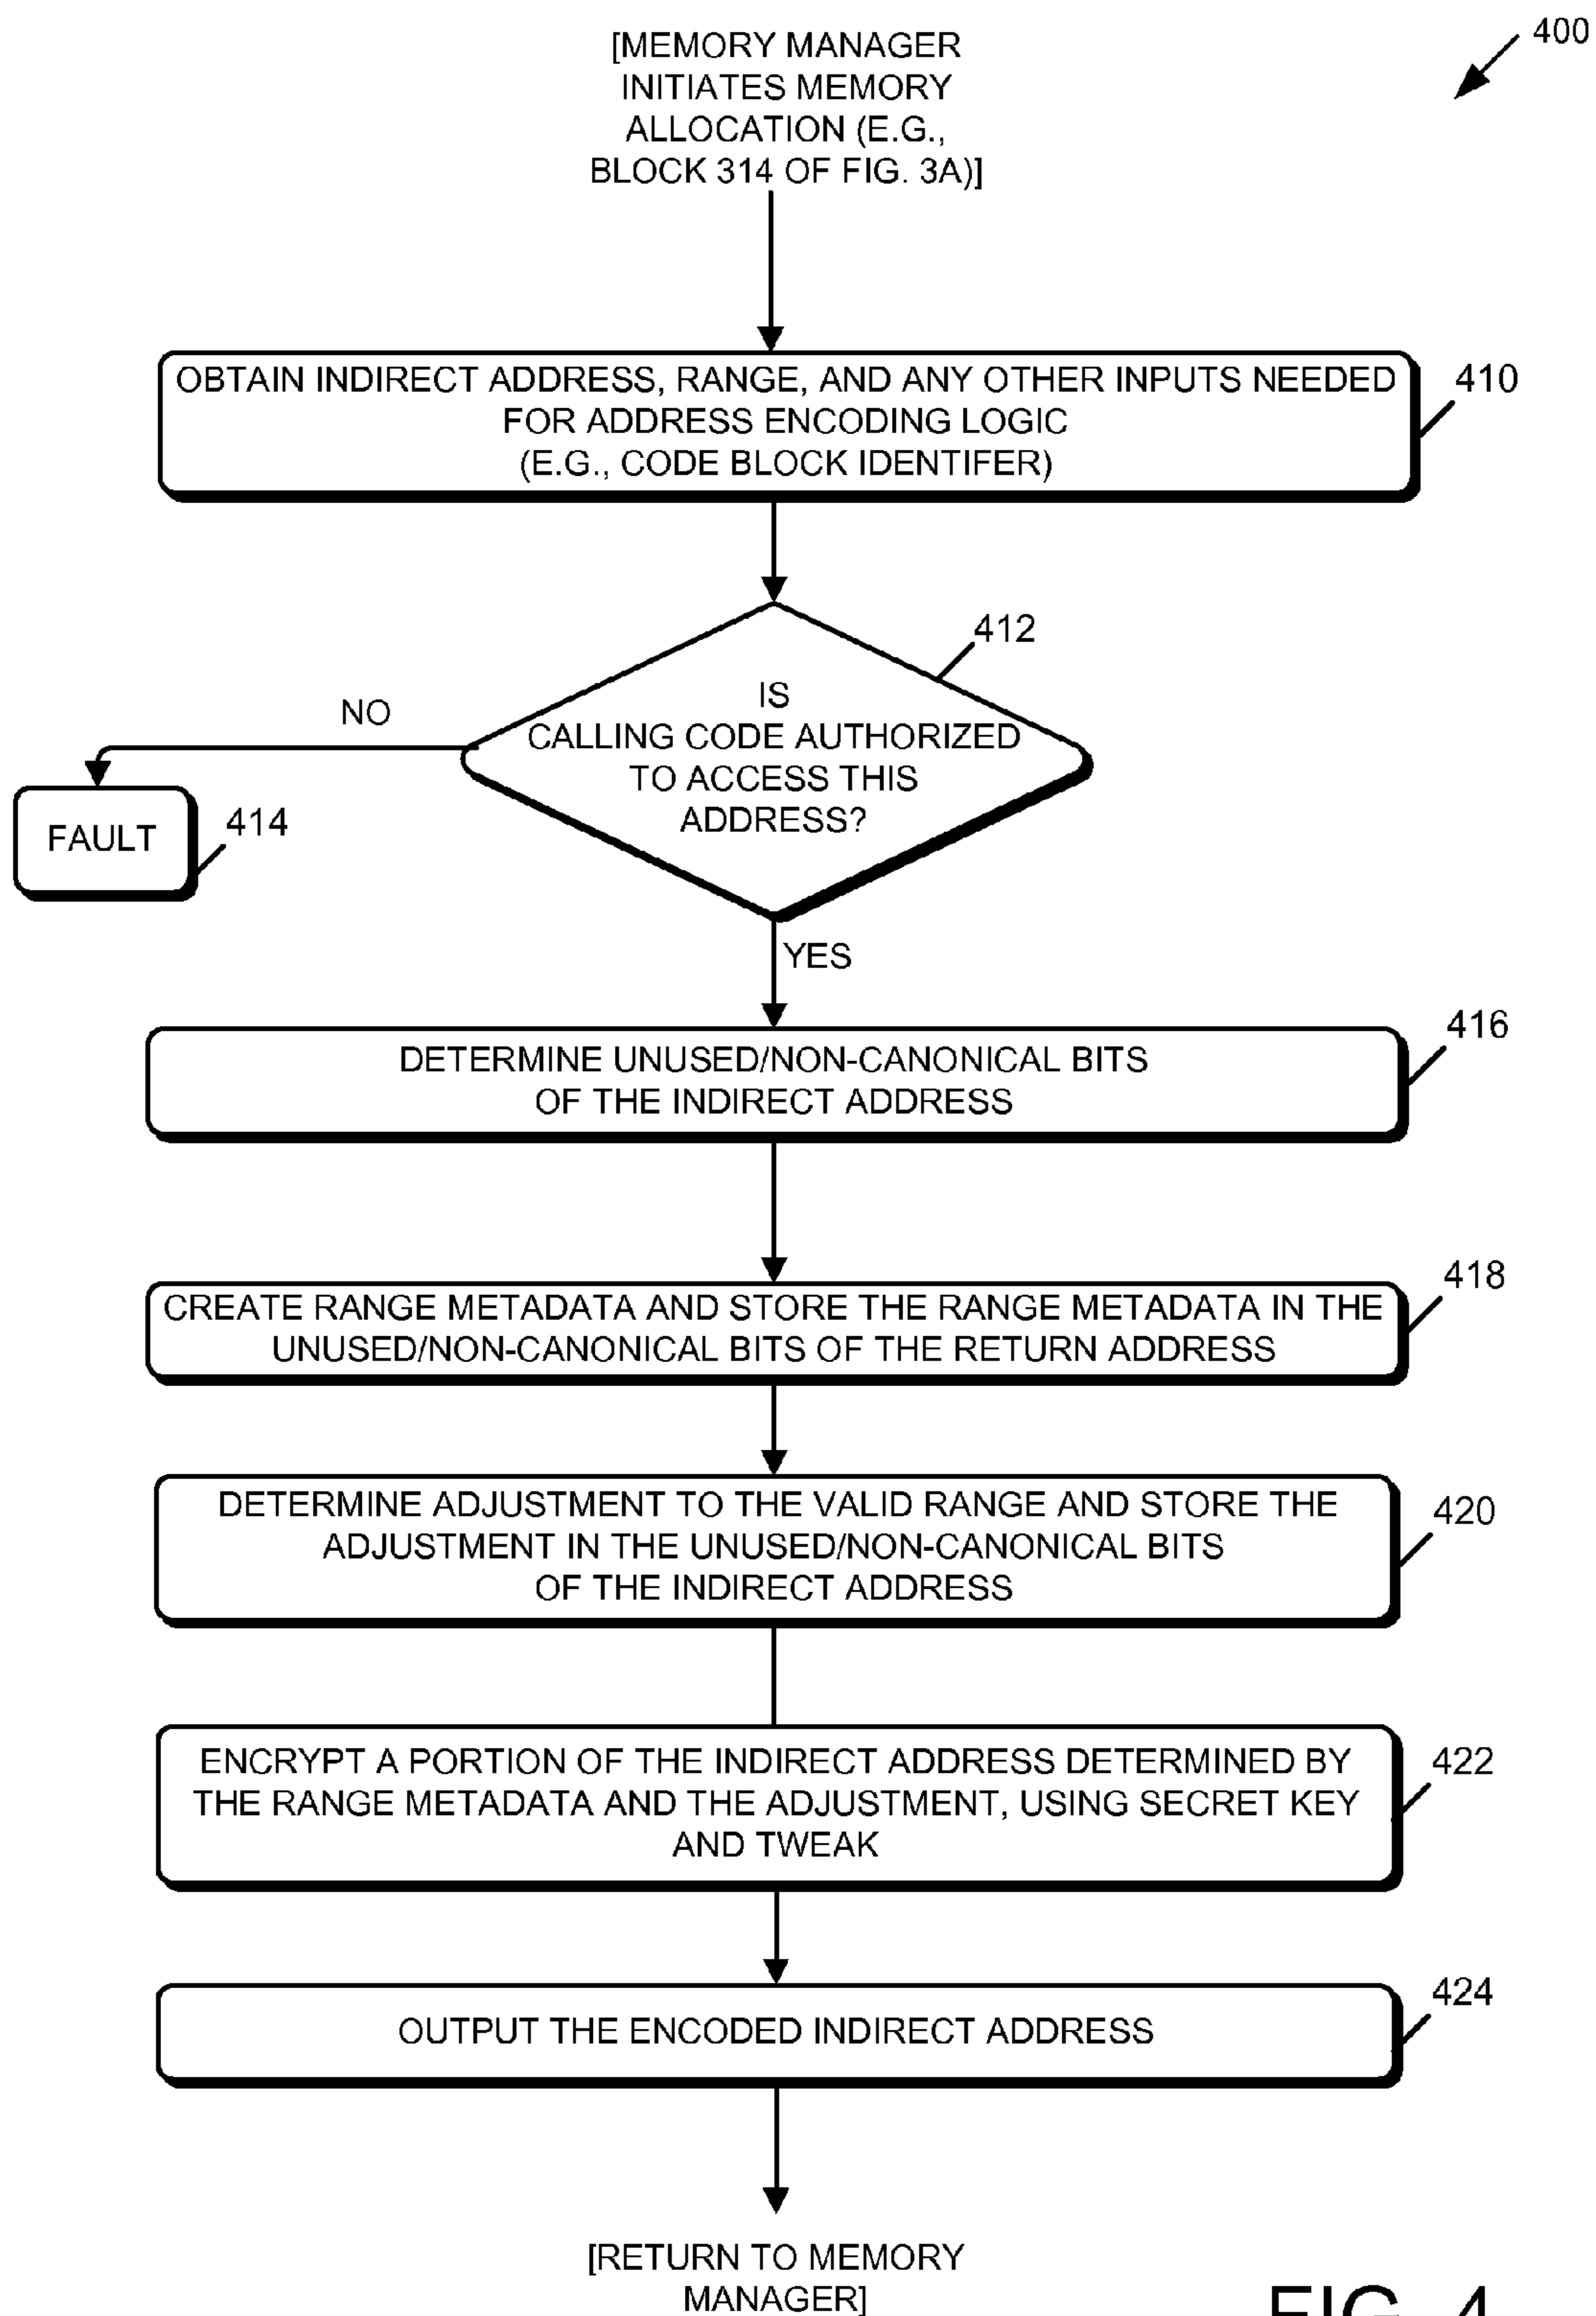 400
[MEMORY MANAGER
INITIATES MEMORY
ALLOCATION (E.G.,
BLOCK 314 OF FIG. 3A)]
OBTAIN INDIRECT ADDRESS, RANGE, AND ANY OTHER INPUTS NEEDED
FOR ADDRESS ENCODING LOGIC
(E.G., CODE BLOCK IDENTIFER)
410
412
IS
CALLING CODE AUTHORIZED
TO ACCESS THIS
ADDRESS?
NO
FAULT
414
YES
416
DETERMINE UNUSED/NON-CANONICAL BITS
OF THE INDIRECT ADDRESS
418
CREATE RANGE METADATA AND STORE THE RANGE METADATA IN THE
UNUSED/NON-CANONICAL BITS OF THE RETURN ADDRESS
DETERMINE ADJUSTMENT TO THE VALID RANGE AND STORE THE
ADJUSTMENT IN THE UNUSED/NON-CANONICAL BITS
OF THE INDIRECT ADDRESS
420
ENCRYPT A PORTION OF THE INDIRECT ADDRESS DETERMINED BY
THE RANGE METADATA AND THE ADJUSTMENT, USING SECRET KEY
AND TWEAK
422
424
OUTPUT THE ENCODED INDIRECT ADDRESS
[RETURN TO MEMORY
MANAGER]
FIG. 4